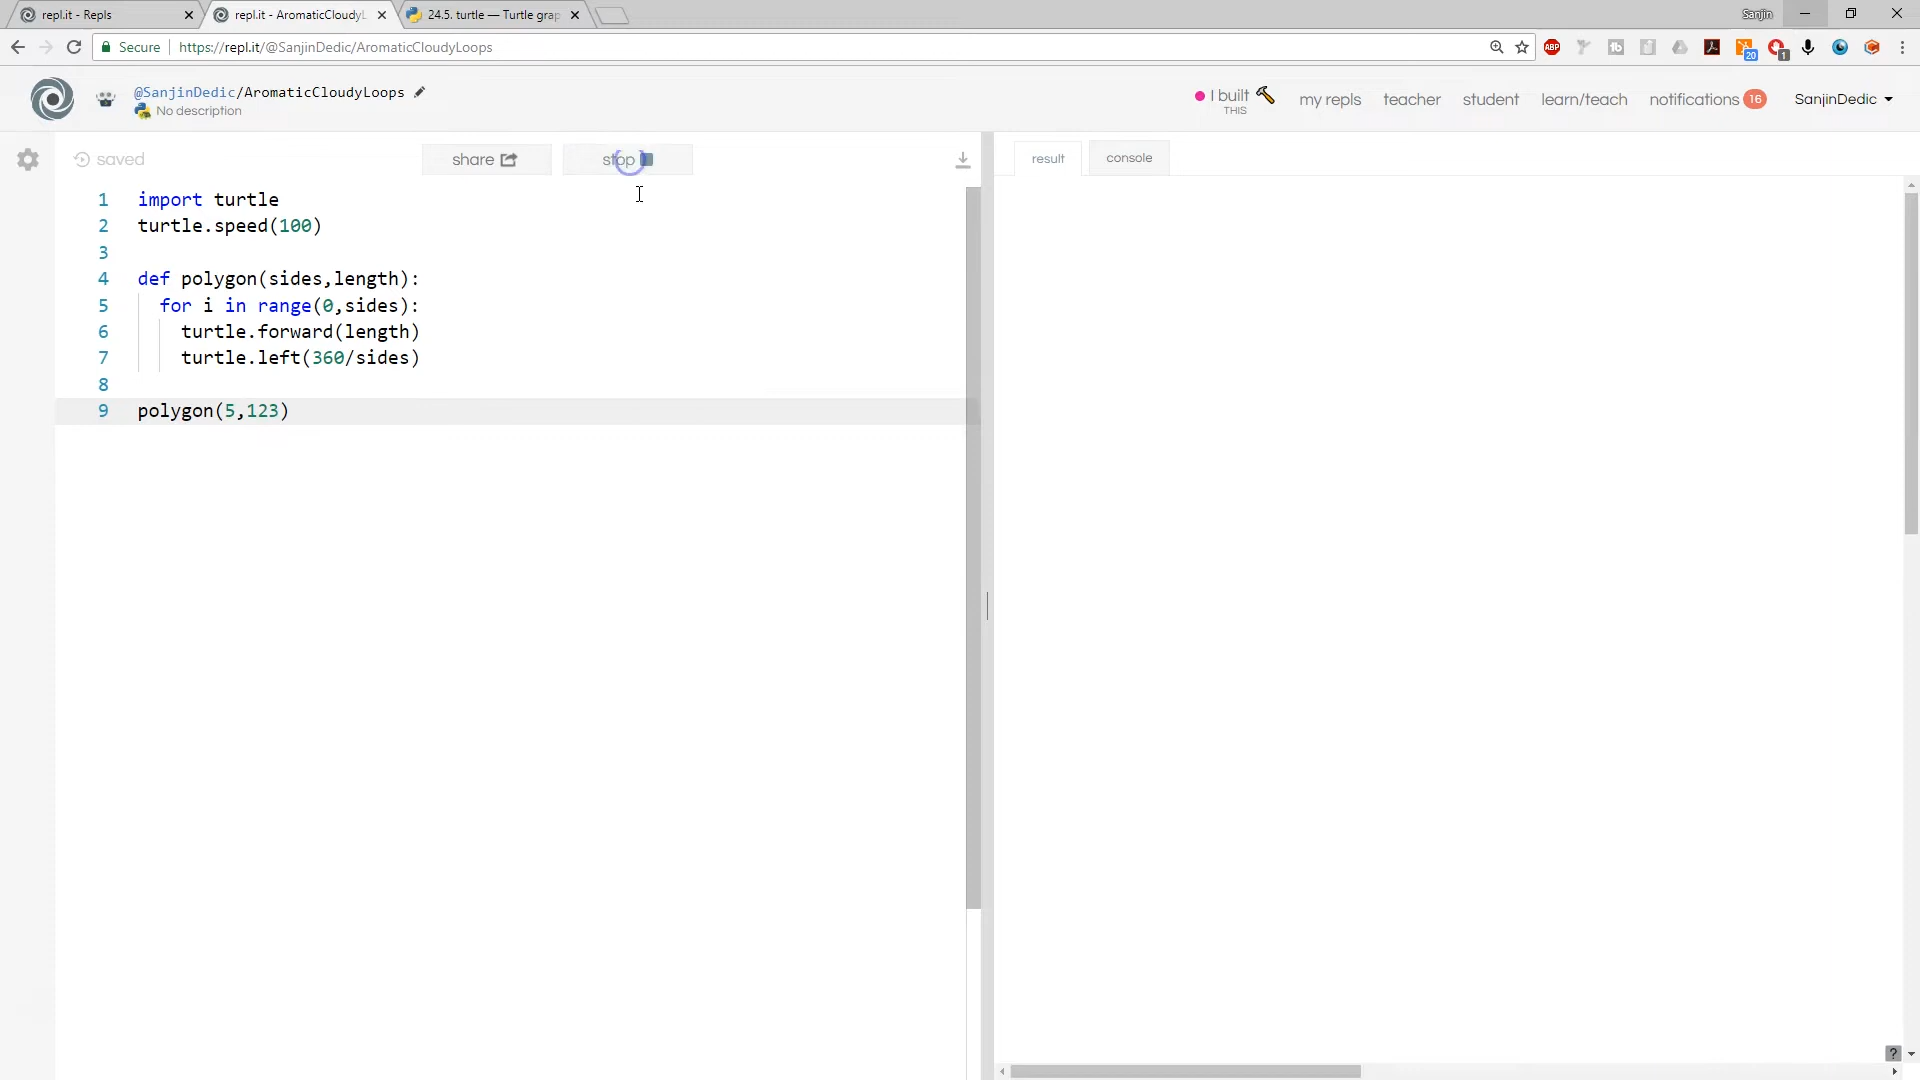 repl.it - Repls
repl.it - AromaticCloudyL
24.5. turtle — Turtle grap
Sanjin
Secure
https://repl.it/@SanjinDedic/AromaticCloudyLoops
ABP
20
1
@SanjinDedic/AromaticCloudyLoops
No description
I built
THIS
my repls
teacher
student
learn/teach
notifications 16
SanjinDedic
saved
share
stop
result
console
1 import turtle
2 turtle.speed(100)
3
4 def polygon(sides,length):
5 for i in range(0,sides):
6 turtle.forward(length)
7 turtle.left(360/sides)
8
9 polygon(5,123)
?